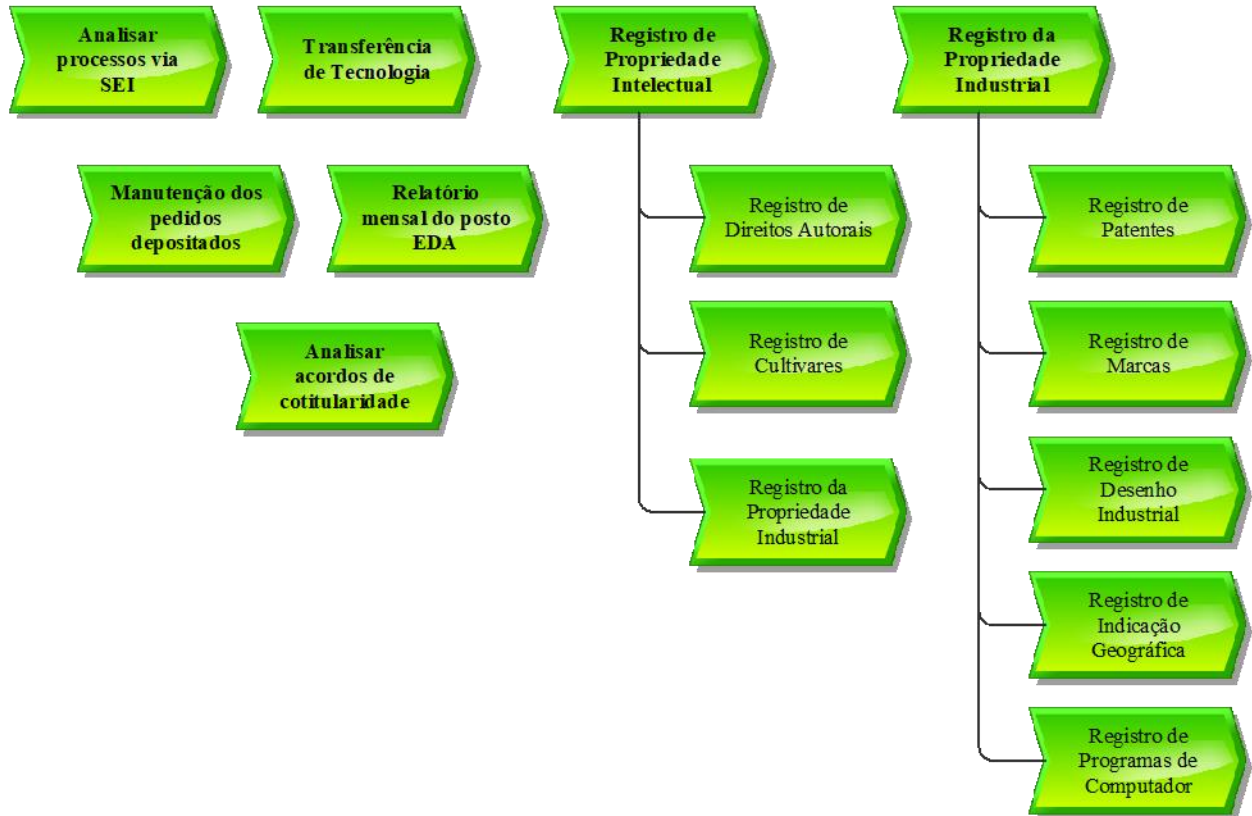 Analisar
processos via
SEI
Transferência
de Tecnologia
Registro de
Propriedade
Intelectual
Registro da
Propriedade
Industrial
Manutenção dos
pedidos
depositados
Relatório
mensal do posto
EDA
Registro de
Direitos Autorais
Registro de
Patentes
Analisar
acordos de
cotitularidade
Registro de
Cultivares
Registro de
Marcas
Registro da
Propriedade
Industrial
Registro de
Desenho
Industrial
Registro de
Indicação
Geográfica
Registro de
Programas de
Computador